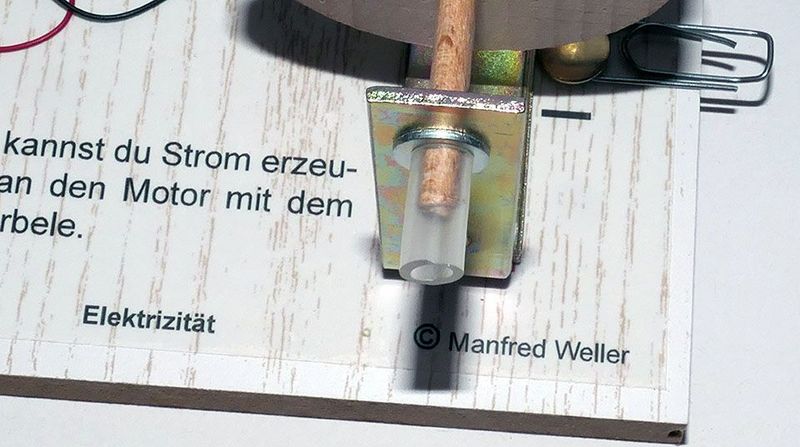 kannst du Strom erzeu-
an den Motor mit dem
rbele.
Elektrizität
© Manfred Weller